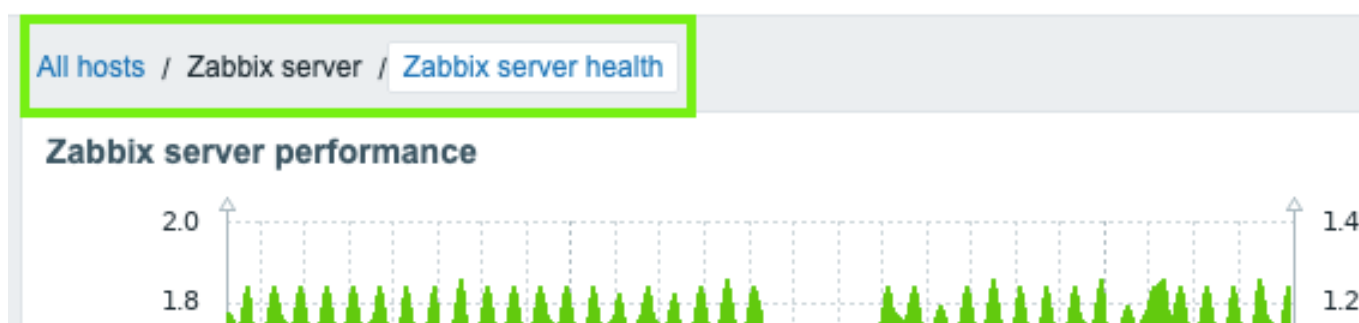 All hosts / Zabbix server / Zabbix server health
Zabbix server performance
2.0 1.4
1.8 1.2